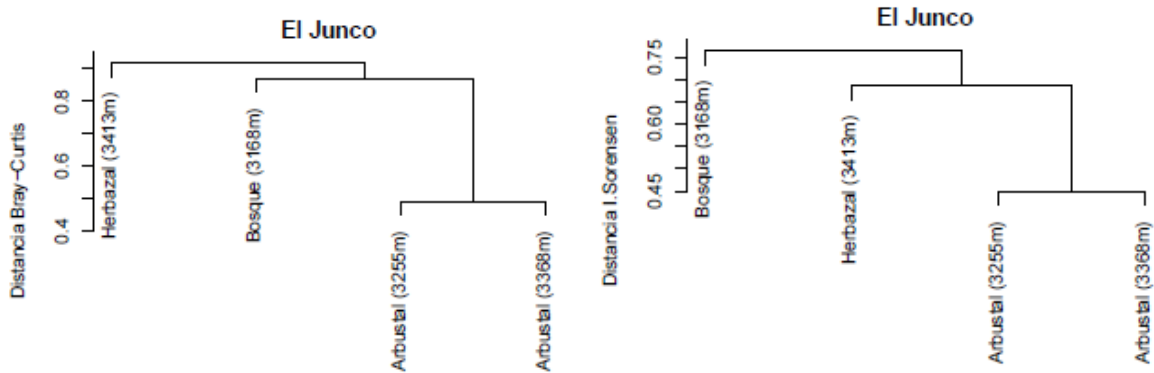 El Junco
Distancia Bray-Curtis
0.4
0.6
0.8
Herbazal (3413m)
Bosque (3168m)
Arbustal (3255m)
Arbustal (3368m)
El Junco
Distancia I.Sorensen
0.45
0.60
0.75
Bosque (3168m)
Herbazal (3413m)
Arbustal (3255m)
Arbustal (3368m)